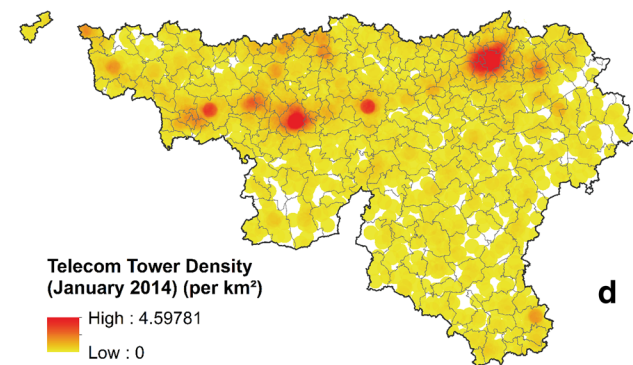 Telecom Tower Density
(January 2014) (per km²)
High : 4.59781
Low : 0
d